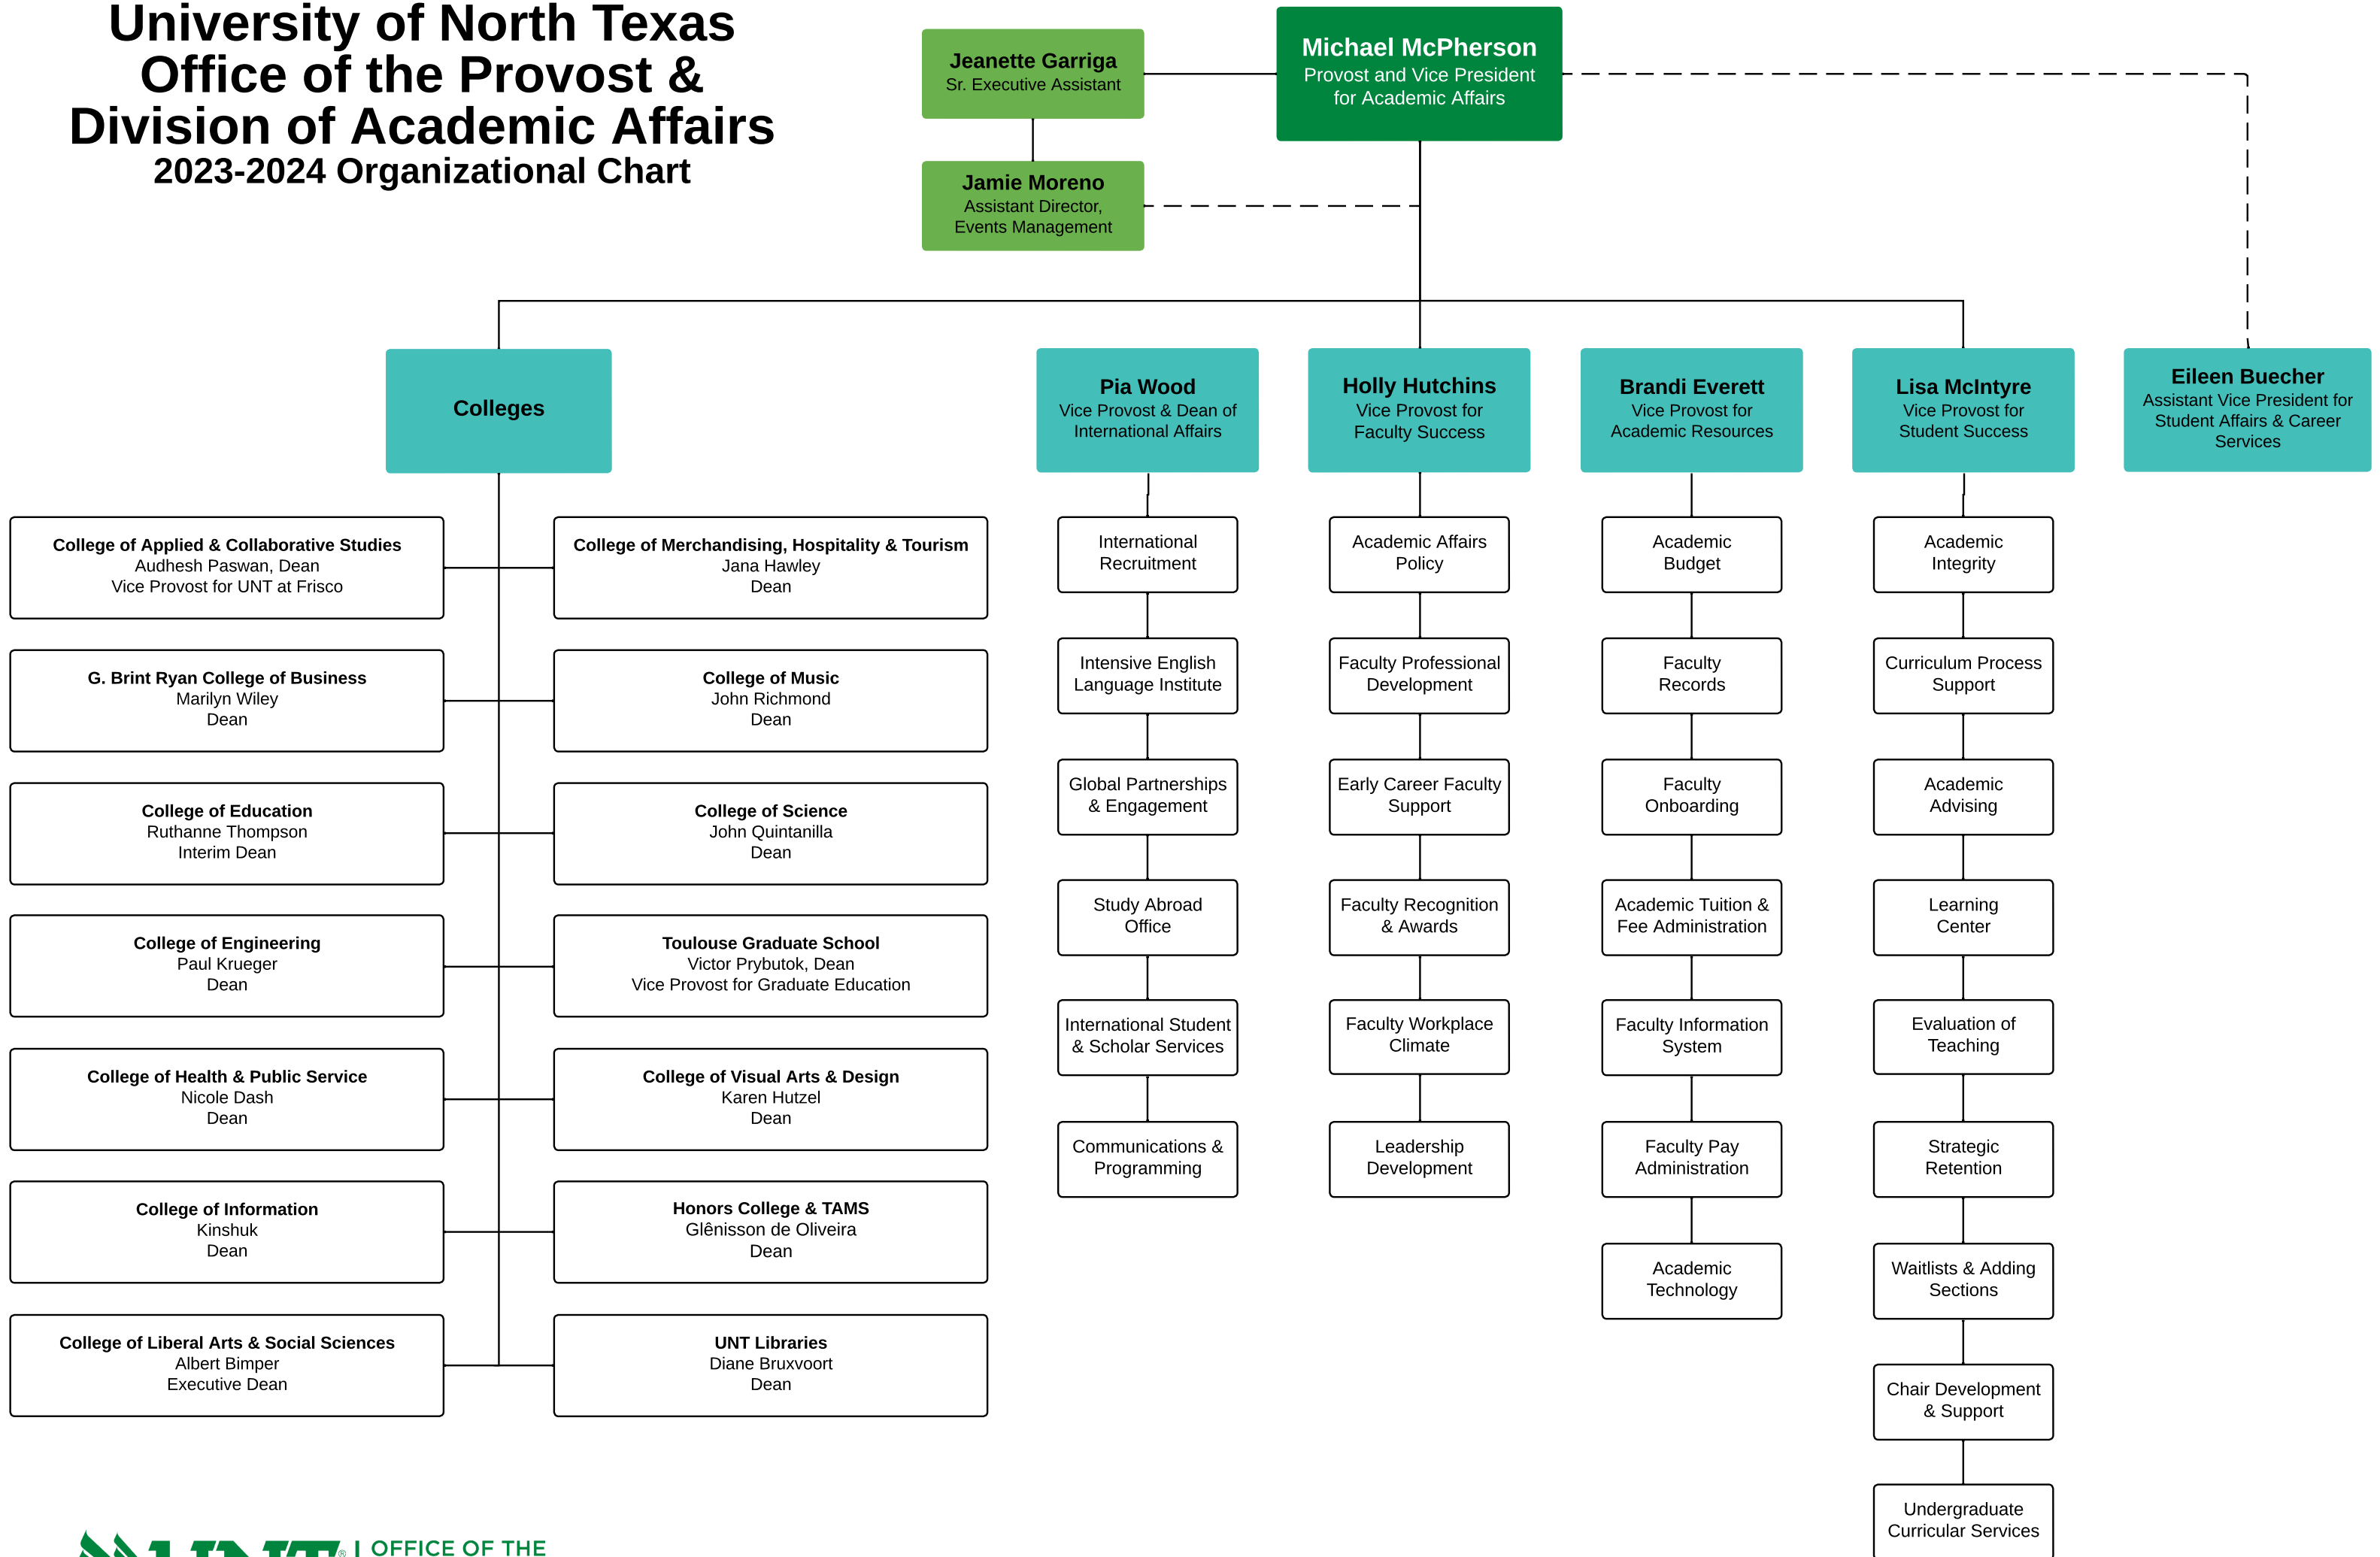 University of North Texas
Office of the Provost &
Division of Academic Affairs
2023-2024 Organizational Chart
Jeanette Garriga
Sr. Executive Assistant
Michael McPherson
Provost and Vice President
for Academic Affairs
Jamie Moreno
Assistant Director,
Events Management
Colleges
Pia Wood
Vice Provost & Dean of
International Affairs
Holly Hutchins
Vice Provost for
Faculty Success
Brandi Everett
Vice Provost for
Academic Resources
Lisa McIntyre
Vice Provost for
Student Success
Eileen Buecher
Assistant Vice President for
Student Affairs & Career
Services
College of Applied & Collaborative Studies
Audhesh Paswan, Dean
Vice Provost for UNT at Frisco
G. Brint Ryan College of Business
Marilyn Wiley
Dean
College of Education
Ruthanne Thompson
Interim Dean
College of Engineering
Paul Krueger
Dean
College of Health & Public Service
Nicole Dash
Dean
College of Information
Kinshuk
Dean
College of Liberal Arts & Social Sciences
Albert Bimper
Executive Dean
College of Merchandising, Hospitality & Tourism
Jana Hawley
Dean
College of Music
John Richmond
Dean
College of Science
John Quintanilla
Dean
Toulouse Graduate School
Victor Prybutok, Dean
Vice Provost for Graduate Education
College of Visual Arts & Design
Karen Hutzel
Dean
Honors College & TAMS
Glênisson de Oliveira
Dean
UNT Libraries
Diane Bruxvoort
Dean
International
Recruitment
Intensive English
Language Institute
Global Partnerships
& Engagement
Study Abroad
Office
International Student
& Scholar Services
Communications &
Programming
Academic Affairs
Policy
Faculty Professional
Development
Early Career Faculty
Support
Faculty Recognition
& Awards
Faculty Workplace
Climate
Leadership
Development
Academic
Budget
Faculty
Records
Faculty
Onboarding
Academic Tuition &
Fee Administration
Faculty Information
System
Faculty Pay
Administration
Academic
Technology
Academic
Integrity
Curriculum Process
Support
Academic
Advising
Learning
Center
Evaluation of
Teaching
Strategic
Retention
Waitlists & Adding
Sections
Chair Development
& Support
Undergraduate
Curricular Services
UNT® OFFICE OF THE